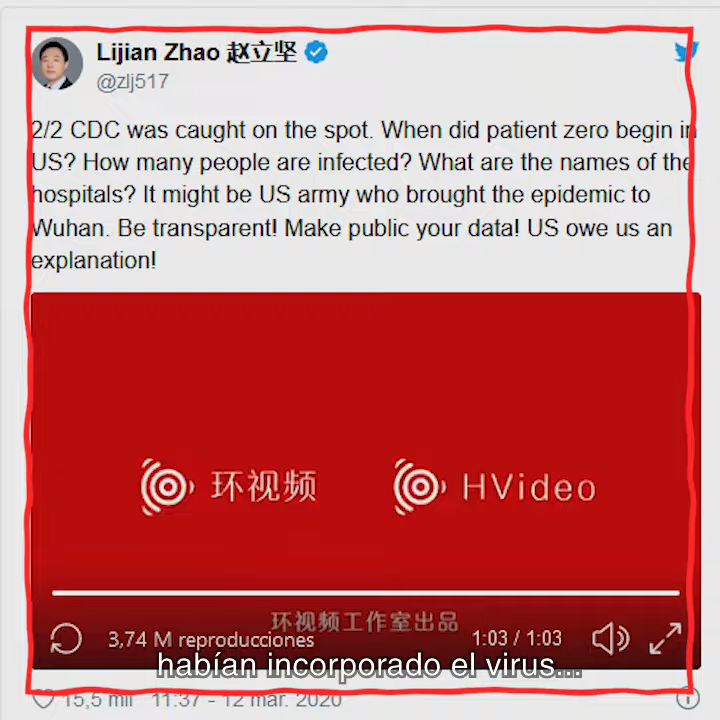 Lijian Zhao 赵立坚
@zlj517
2/2 CDC was caught on the spot. When did patient zero begin in
US? How many people are infected? What are the names of the
hospitals? It might be US army who brought the epidemic to
Wuhan. Be transparent! Make public your data! US owe us an
explanation!
环视频 HVideo
环视频工作室出品
3,74 M reproducciones 1:03 / 1:03
habían incorporado el virus...
15,5 mil 11:37 - 12 mar. 2020